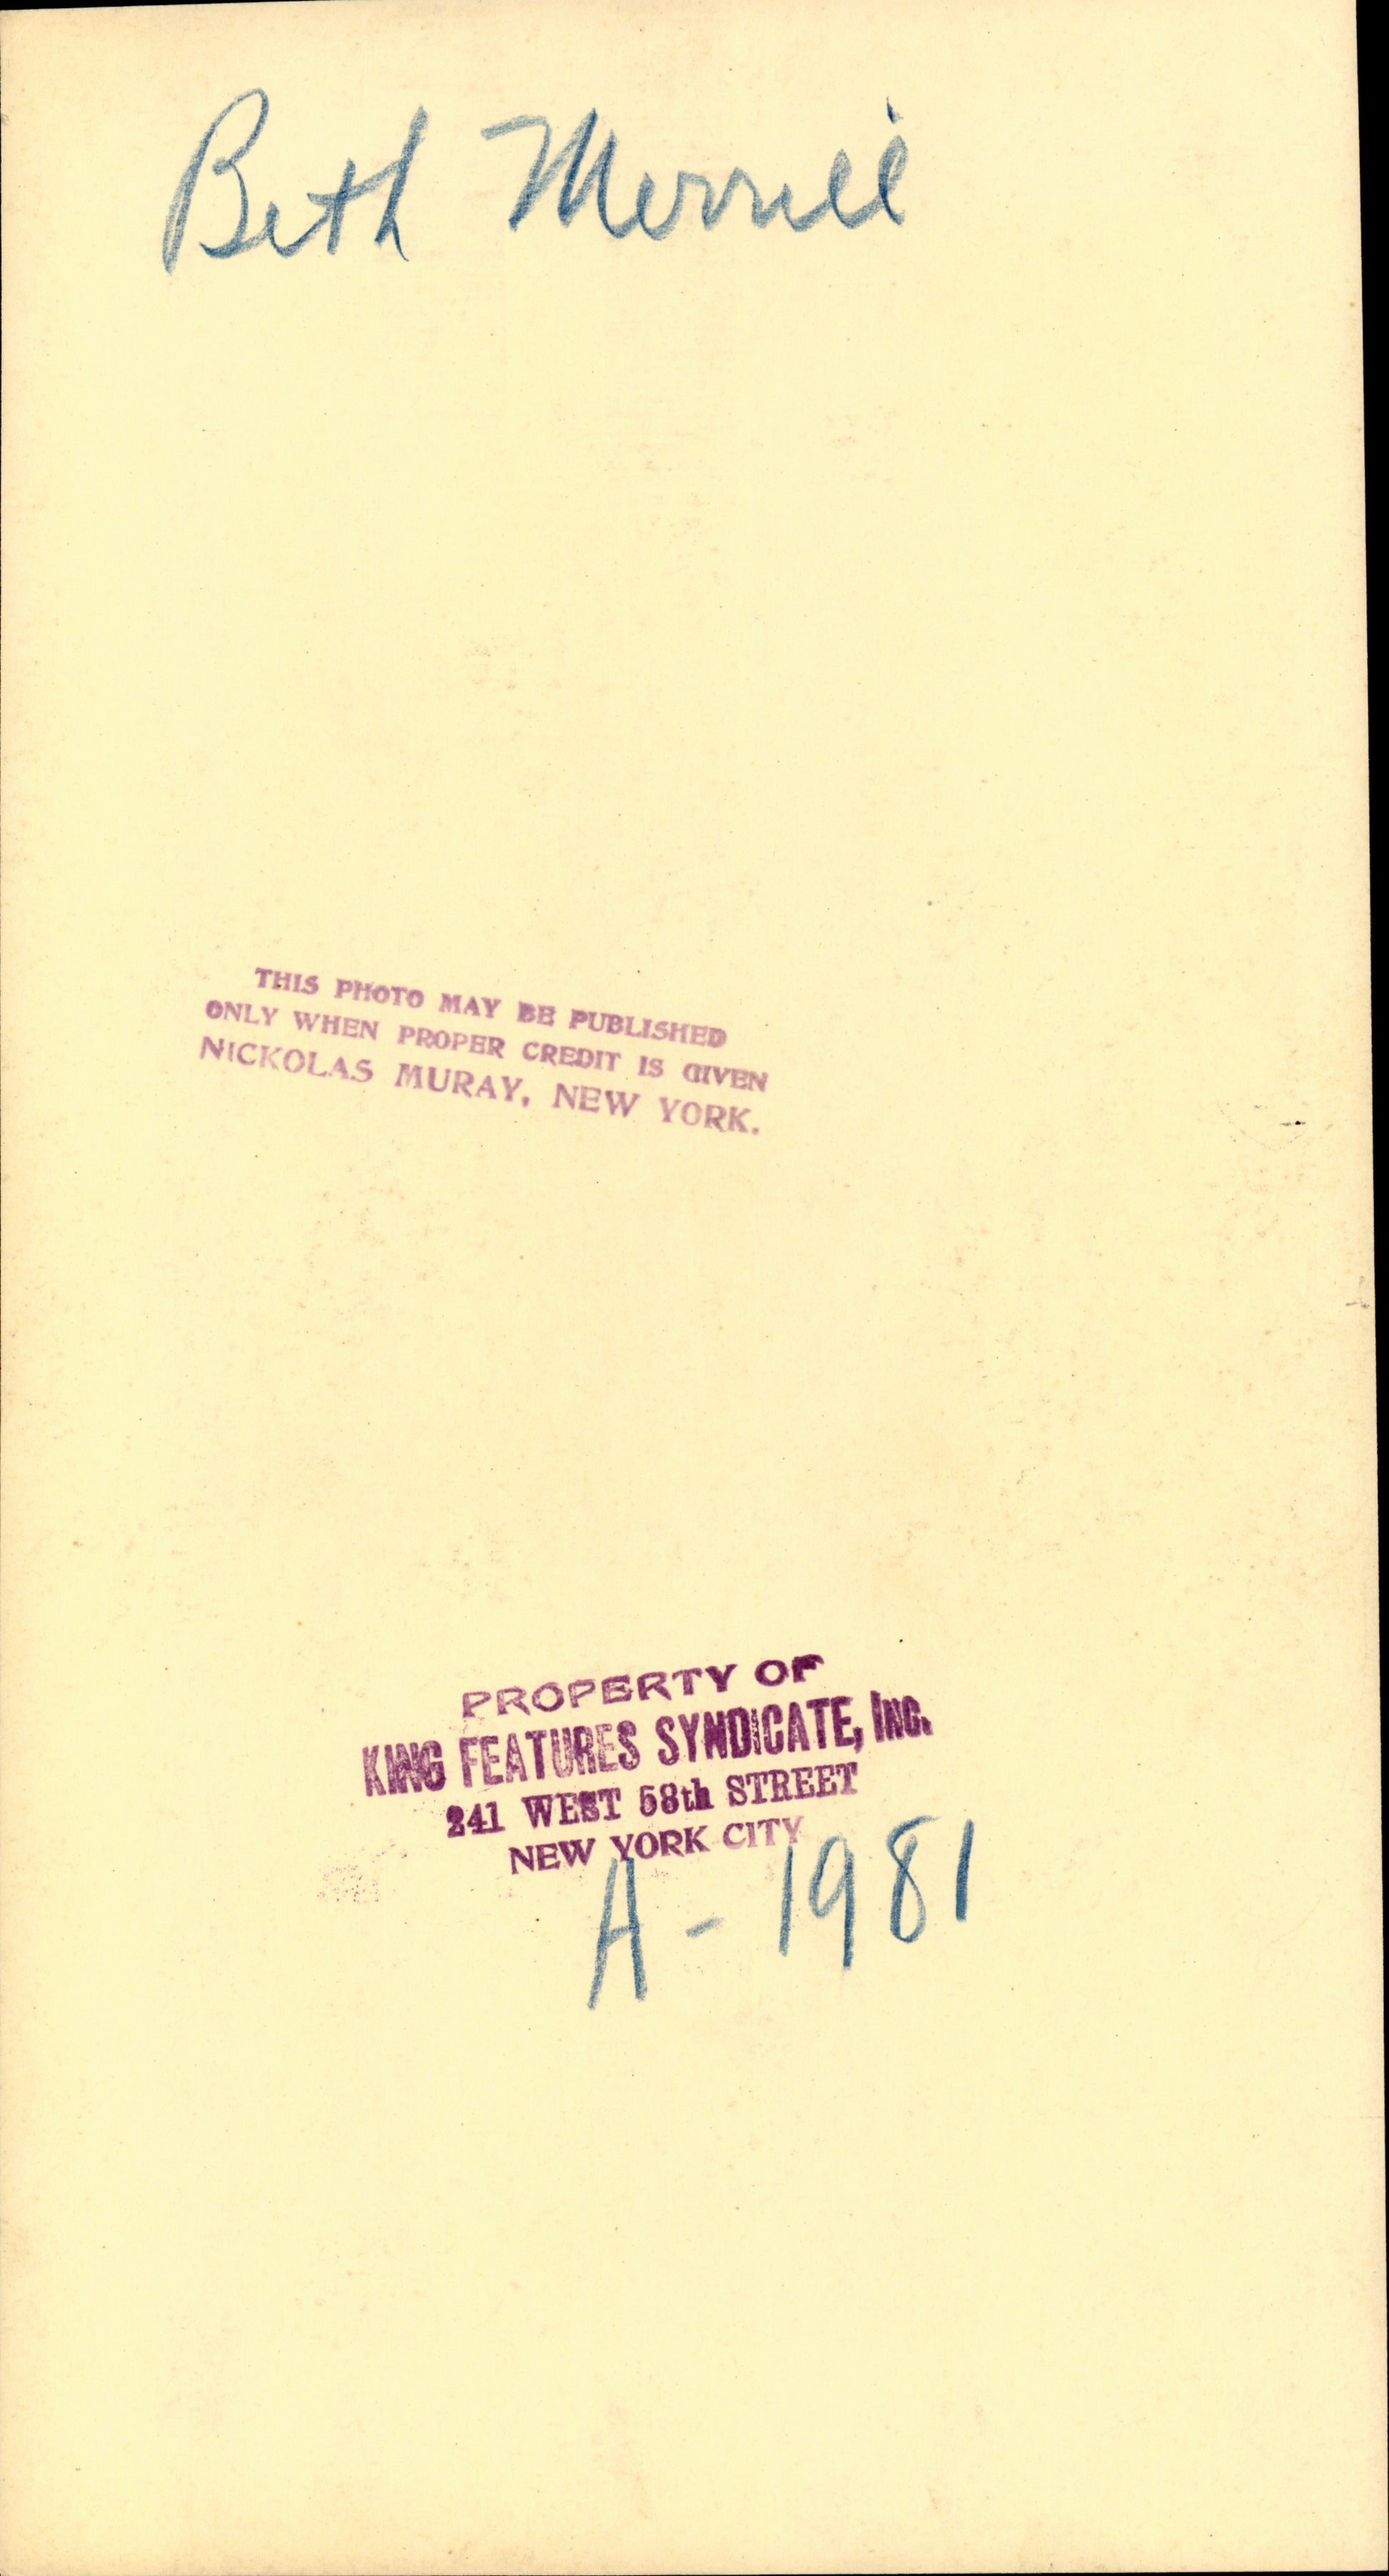 Beth Merrill
THIS PHOTO MAY BE PUBLISHED
ONLY WHEN PROPER CREDIT IS GIVEN
NICKOLAS MURAY, NEW YORK.
PROPERTY OF
KING FEATURES SYNDICATE, INC.
241 WEST 58th STREET
NEW YORK CITY
A - 1981